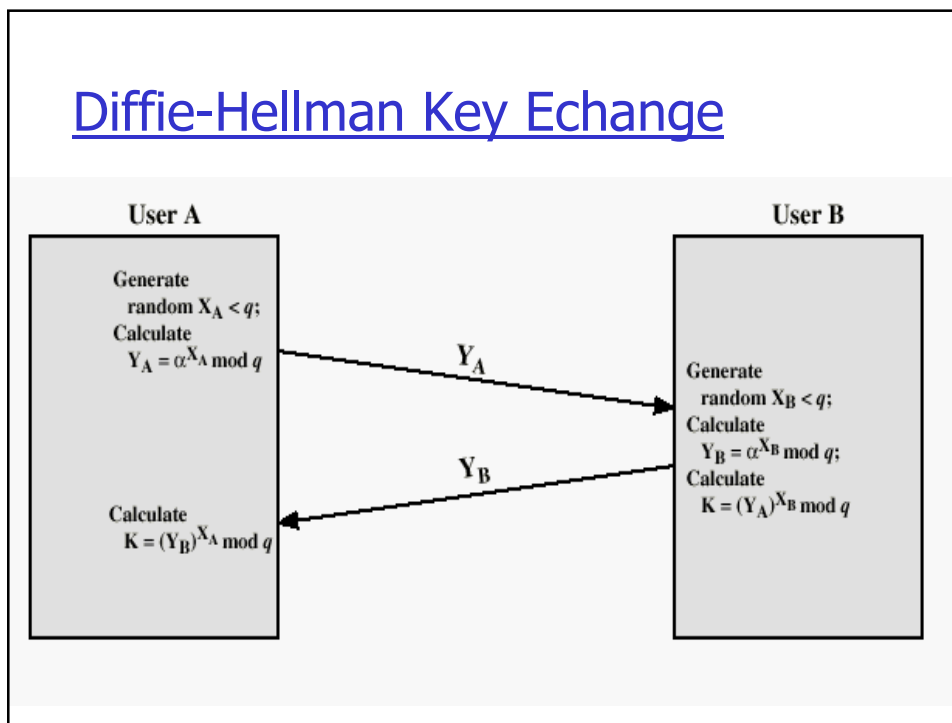 Diffie-Hellman Key Echange
User A
User B
Generate
random X_A < q;
Calculate
Y_A = α^X_A mod q
Y_A
Generate
random X_B < q;
Calculate
Y_B = α^X_B mod q;
Calculate
K = (Y_A)^X_B mod q
Y_B
Calculate
K = (Y_B)^X_A mod q